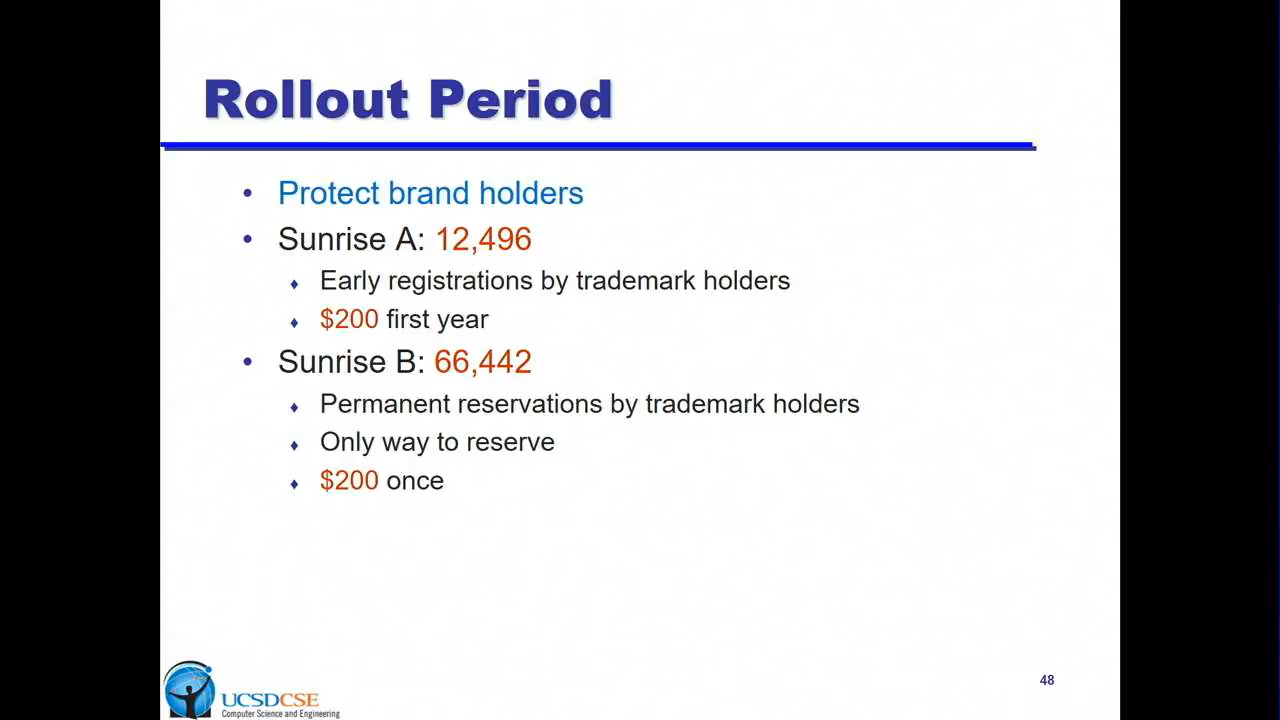 Rollout Period
• Protect brand holders
• Sunrise A: 12,496
♦ Early registrations by trademark holders
♦ $200 first year
• Sunrise B: 66,442
♦ Permanent reservations by trademark holders
♦ Only way to reserve
♦ $200 once
UCSDCSE
Computer Science and Engineering
48